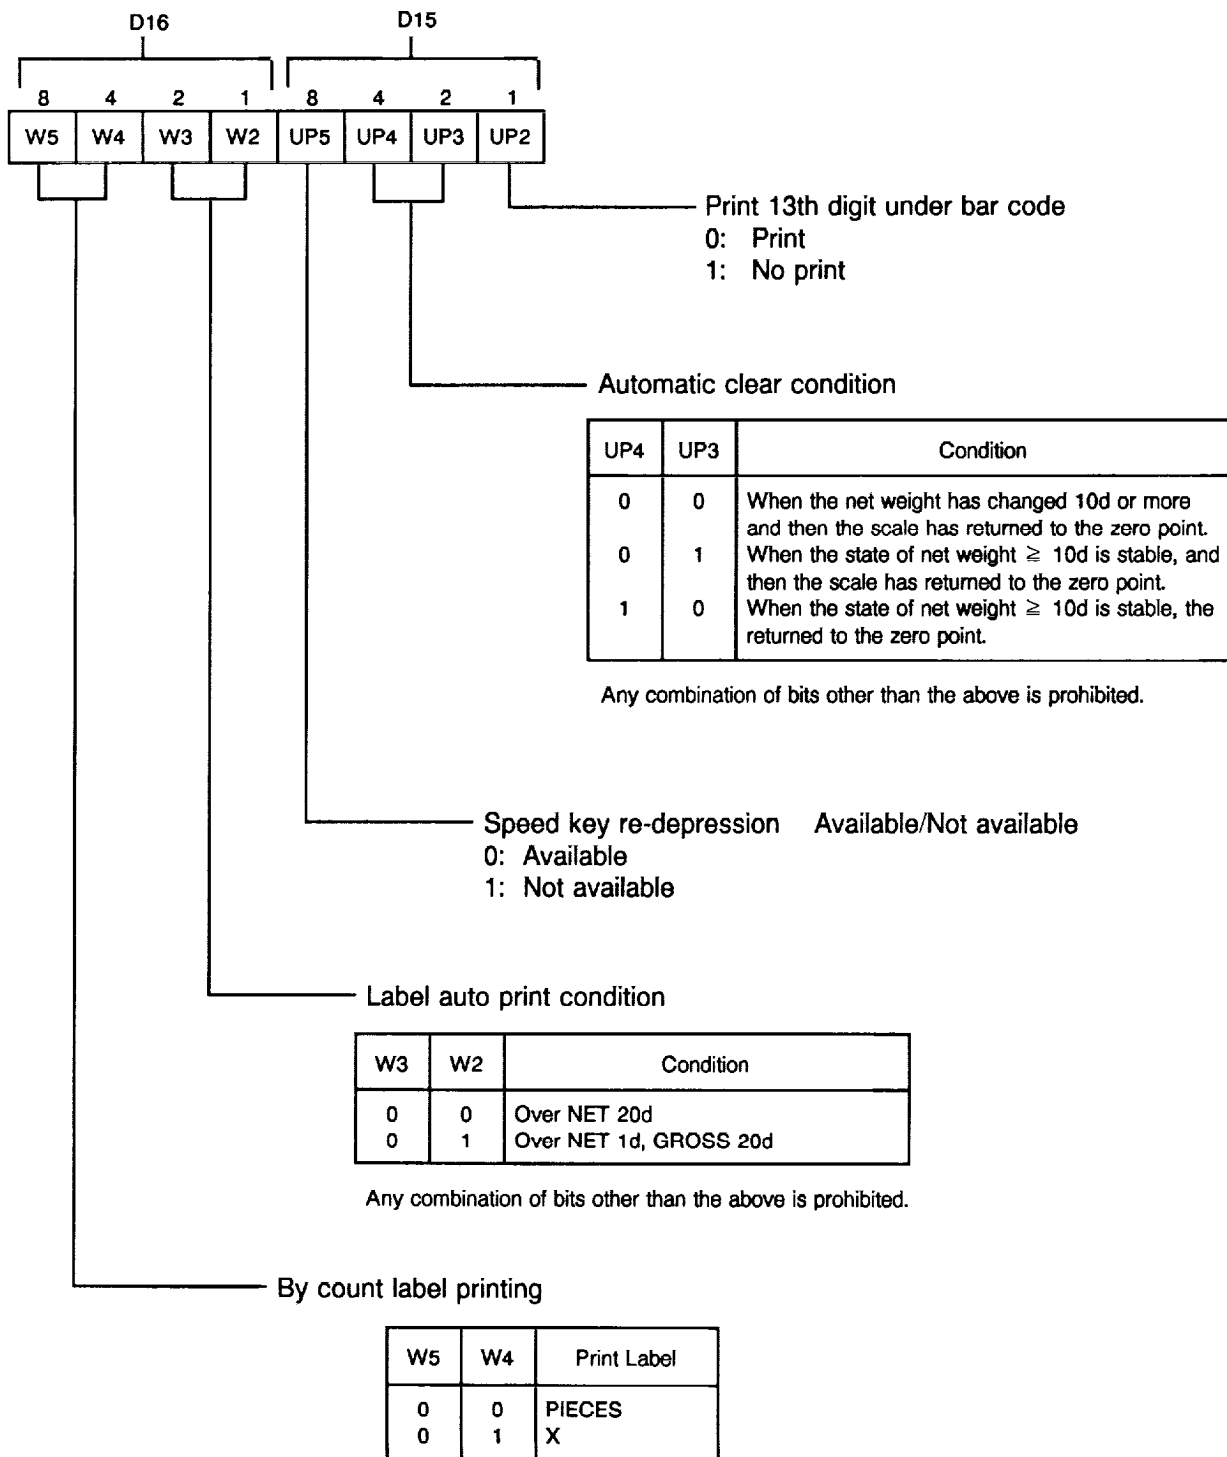 D16 D15
8 4 2 1 8 4 2 1
W5 W4 W3 W2 UP5 UP4 UP3 UP2
Print 13th digit under bar code
0: Print
1: No print
Automatic clear condition
UP4 UP3 Condition
0 0 When the net weight has changed 10d or more
and then the scale has returned to the zero point.
0 1 When the state of net weight ≧ 10d is stable, and
then the scale has returned to the zero point.
1 0 When the state of net weight ≧ 10d is stable, the
returned to the zero point.
Any combination of bits other than the above is prohibited.
Speed key re-depression Available/Not available
0: Available
1: Not available
Label auto print condition
W3 W2 Condition
0 0 Over NET 20d
0 1 Over NET 1d, GROSS 20d
Any combination of bits other than the above is prohibited.
By count label printing
W5 W4 Print Label
0 0 PIECES
0 1 X